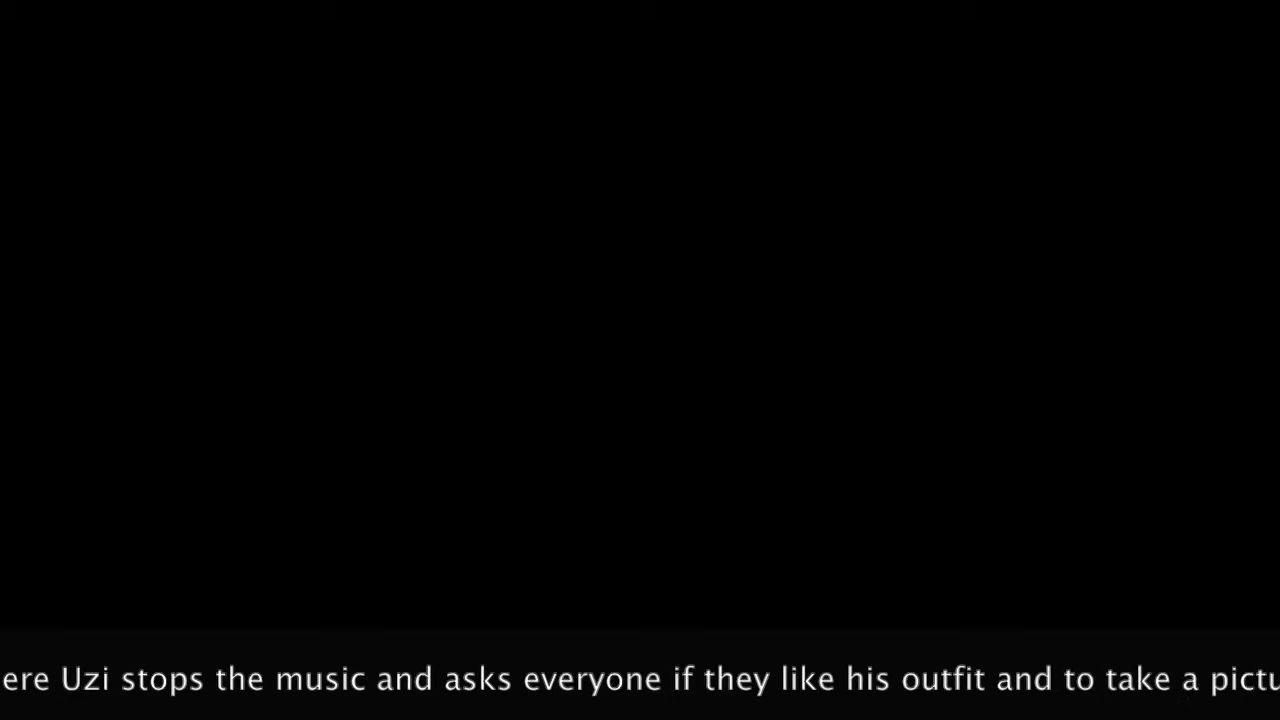 ere Uzi stops the music and asks everyone if they like his outfit and to take a pictu